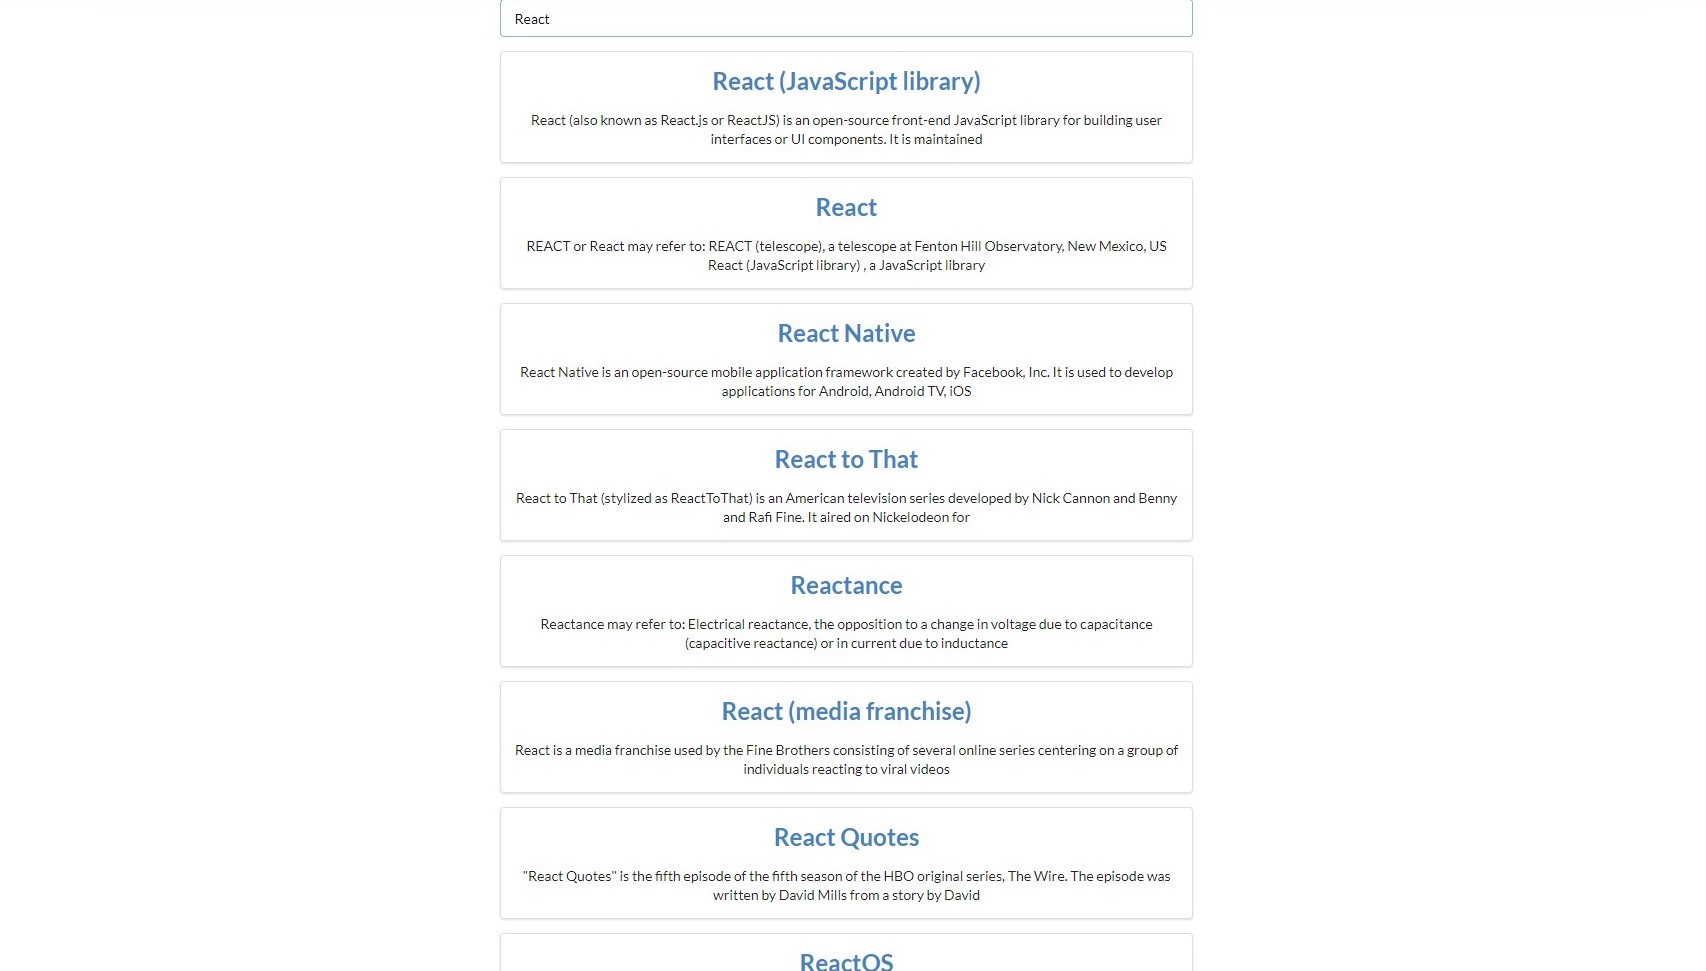 React
React (JavaScript library)
React (also known as React.js or ReactJS) is an open-source front-end JavaScript library for building user
interfaces or UI components. It is maintained
React
REACT or React may refer to: REACT (telescope), a telescope at Fenton Hill Observatory, New Mexico, US
React (JavaScript library) , a JavaScript library
React Native
React Native is an open-source mobile application framework created by Facebook, Inc. It is used to develop
applications for Android, Android TV, iOS
React to That
React to That (stylized as ReactToThat) is an American television series developed by Nick Cannon and Benny
and Rafi Fine. It aired on Nickelodeon for
Reactance
Reactance may refer to: Electrical reactance, the opposition to a change in voltage due to capacitance
(capacitive reactance) or in current due to inductance
React (media franchise)
React is a media franchise used by the Fine Brothers consisting of several online series centering on a group of
individuals reacting to viral videos
React Quotes
"React Quotes" is the fifth episode of the fifth season of the HBO original series, The Wire. The episode was
written by David Mills from a story by David
ReactOS